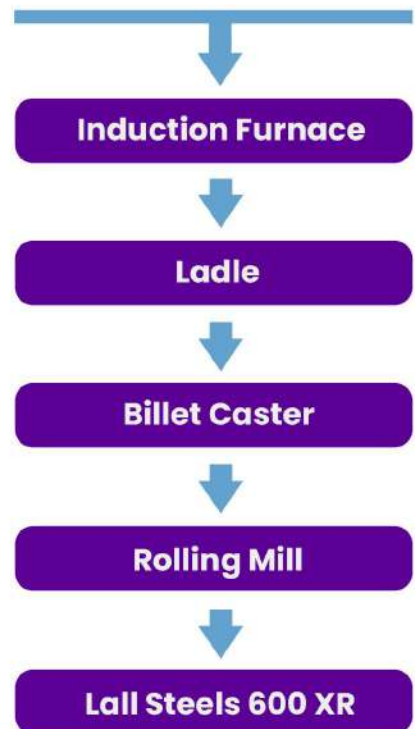 Induction Furnace
Ladle
Billet Caster
Rolling Mill
Lall Steels 600 XR